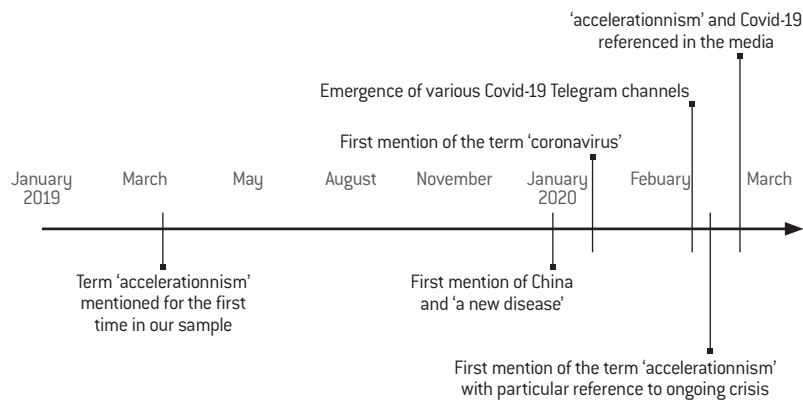 ‘accelerationnism’ and Covid-19
referenced in the media
Emergence of various Covid-19 Telegram channels
First mention of the term ‘coronavirus’
January
2019
March
May
August
November
January
2020
Febuary
March
Term ‘accelerationnism’
mentioned for the first
time in our sample
First mention of China
and ‘a new disease’
First mention of the term ‘accelerationnism’
with particular reference to ongoing crisis